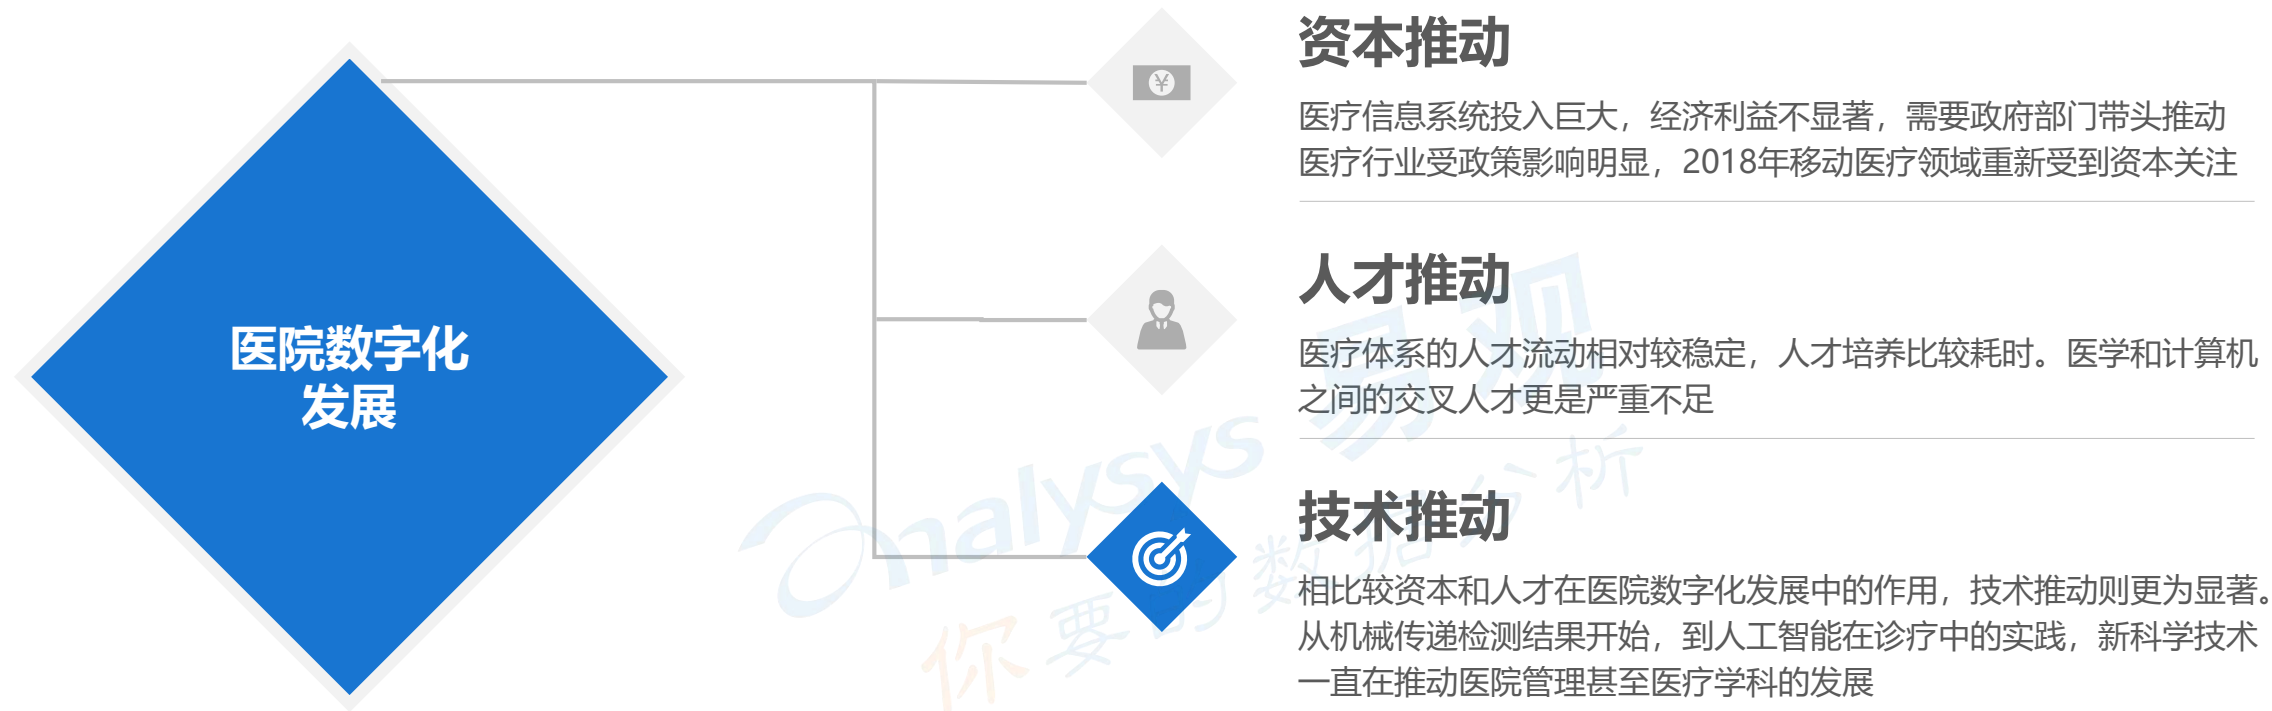 医院数字化
发展
¥
资本推动
医疗信息系统投入巨大，经济利益不显著，需要政府部门带头推动
医疗行业受政策影响明显，2018年移动医疗领域重新受到资本关注
人才推动
医疗体系的人才流动相对较稳定，人才培养比较耗时。医学和计算机
之间的交叉人才更是严重不足
技术推动
相比较资本和人才在医院数字化发展中的作用，技术推动则更为显著。
从机械传递检测结果开始，到人工智能在诊疗中的实践，新科学技术
一直在推动医院管理甚至医疗学科的发展
analysys 易观
你要的数据分析